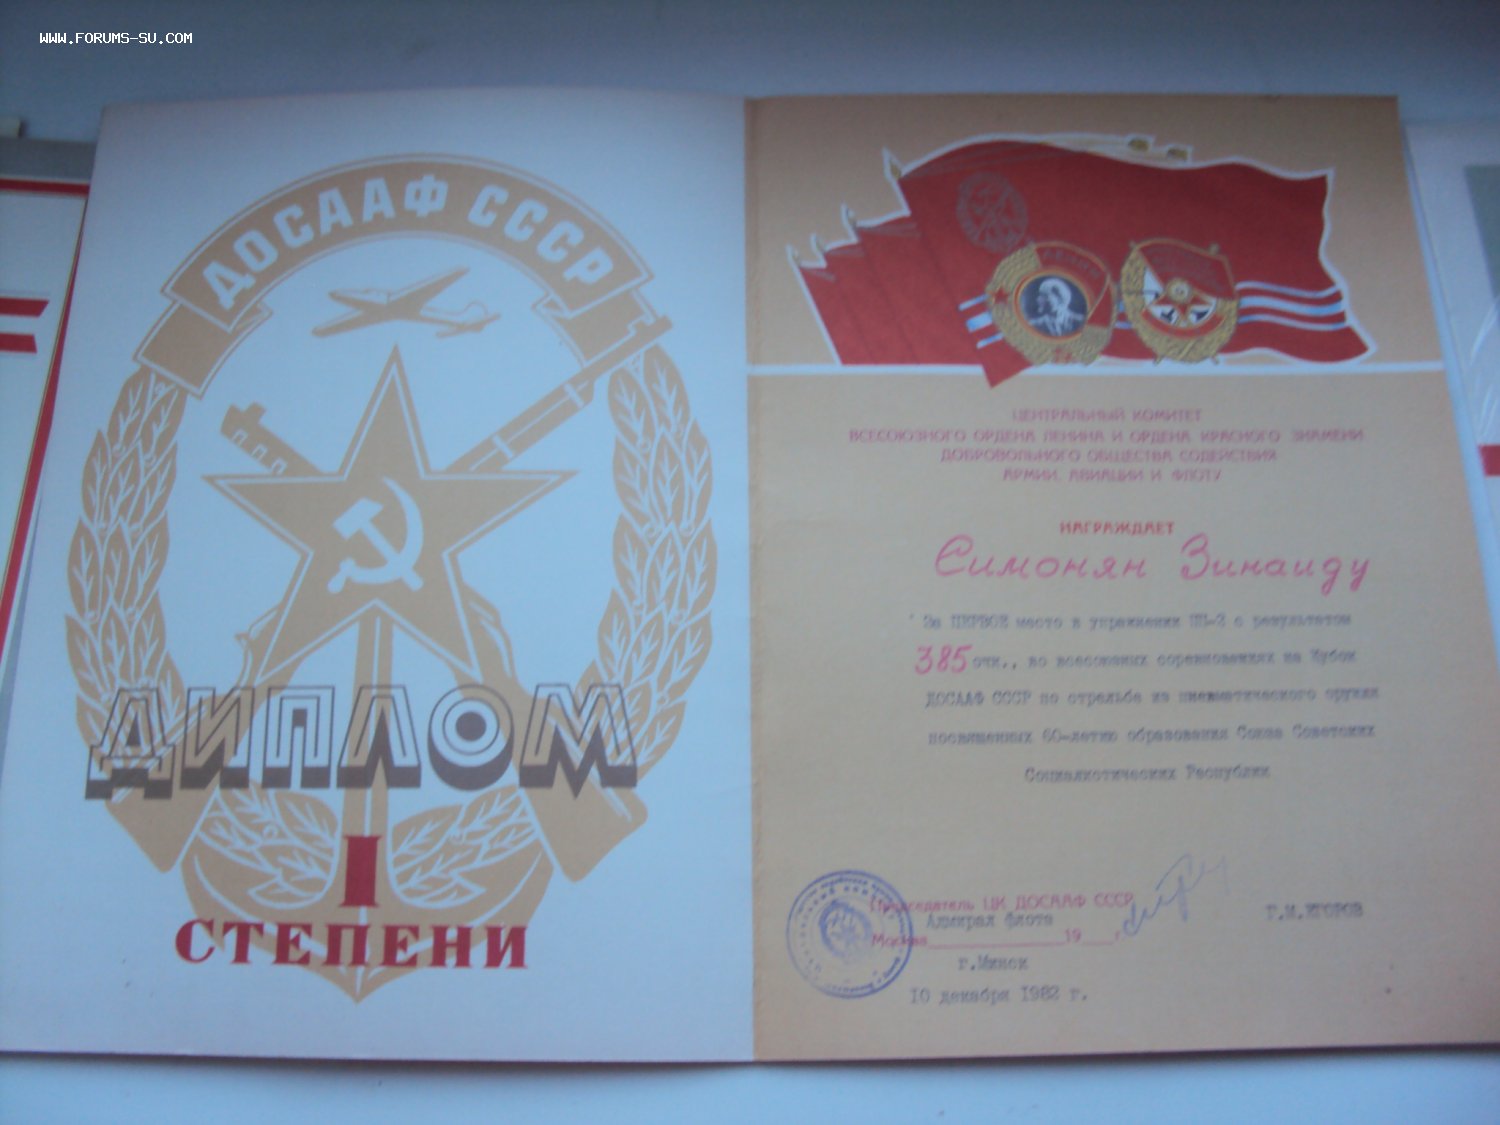 WWW.FORUMS-SU.COM
ДОСААФ СССР
ДИПЛОМ
I
СТЕПЕНИ
ЦЕНТРАЛЬНЫЙ КОМИТЕТ
ВСЕСОЮЗНОГО ОРДЕНА ЛЕНИНА И ОРДЕНА КРАСНОГО ЗНАМЕНИ
ДОБРОВОЛЬНОГО ОБЩЕСТВА СОДЕЙСТВИЯ
АРМИИ, АВИАЦИИ И ФЛОТУ
НАГРАЖДАЕТ
Симонян Зинаиду
За ПЕРВОЕ место в упражнении ПП-2 с результатом
385 очк., во всесоюзных соревнованиях на Кубок
ДОСААФ СССР по стрельбе из пневматического оружия
посвященных 60-летию образования Союза Советских
Социалистических Республик
Председатель ЦК ДОСААФ СССР
Адмирал флота
Г.М.ЕГОРОВ
Москва 19 г.
г.Минск
10 декабря 1982 г.